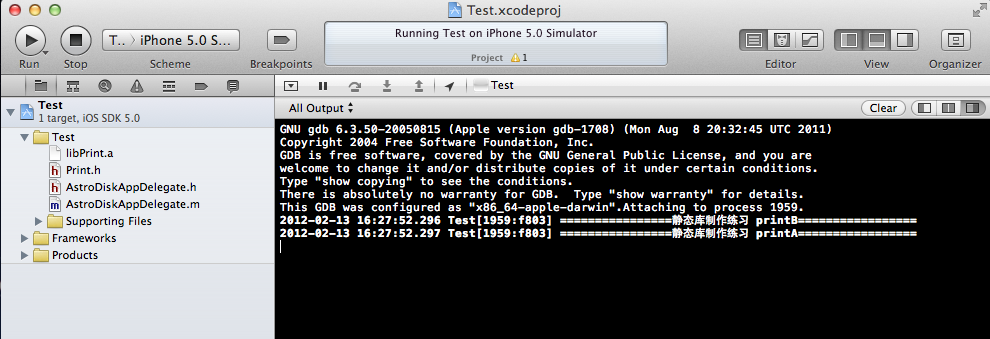 Test.xcodeproj
T.. > iPhone 5.0 S...
Running Test on iPhone 5.0 Simulator
Project 1
Run Stop Scheme Breakpoints Editor View Organizer
Test
1 target, iOS SDK 5.0
Test
libPrint.a
Print.h
AstroDiskAppDelegate.h
AstroDiskAppDelegate.m
Supporting Files
Frameworks
Products
Test
All Output
Clear
GNU gdb 6.3.50-20050815 (Apple version gdb-1708) (Mon Aug  8 20:32:45 UTC 2011)
Copyright 2004 Free Software Foundation, Inc.
GDB is free software, covered by the GNU General Public License, and you are
welcome to change it and/or distribute copies of it under certain conditions.
Type "show copying" to see the conditions.
There is absolutely no warranty for GDB.  Type "show warranty" for details.
This GDB was configured as "x86_64-apple-darwin".Attaching to process 1959.
2012-02-13 16:27:52.296 Test[1959:f803] =================静态库制作练习 printB==================
2012-02-13 16:27:52.297 Test[1959:f803] =================静态库制作练习 printA==================